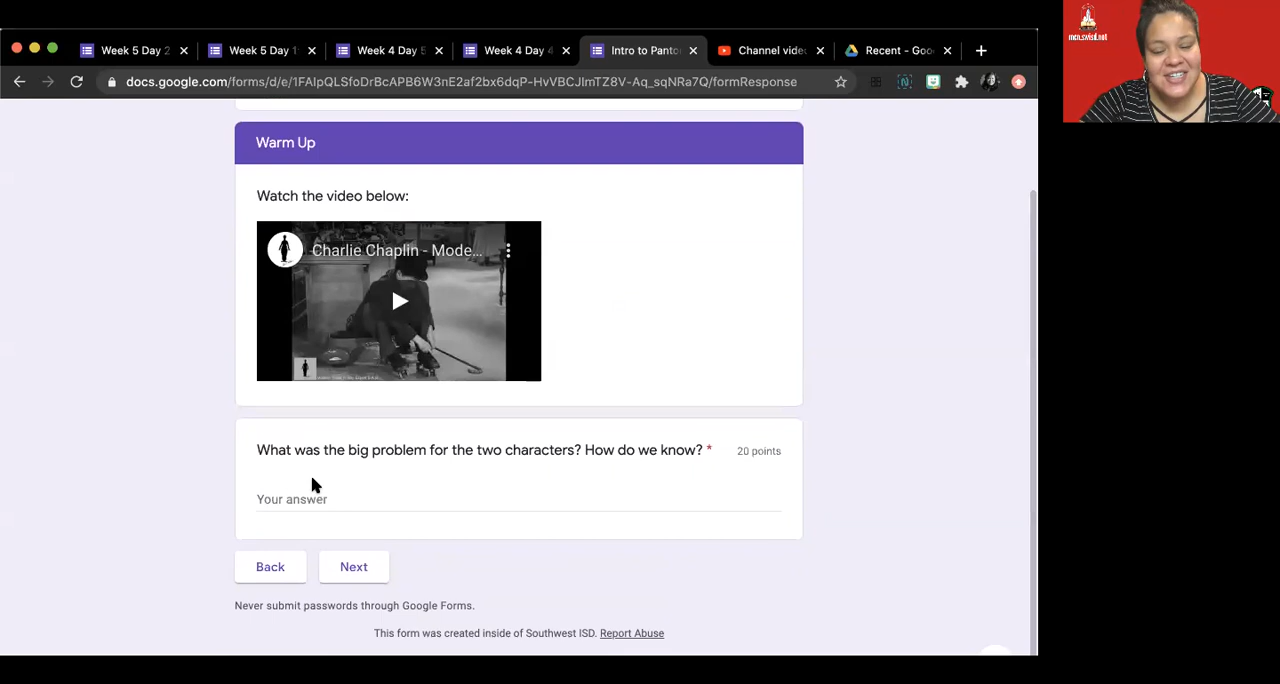 Week 5 Day 2
Week 5 Day 1
Week 4 Day 5
Week 4 Day 4
Intro to Panto
Channel vide
Recent - Goo
docs.google.com/forms/d/e/1FAIpQLSfoDrBcAPB6W3nE2af2bx6dqP-HvVBCJlmTZ8V-Aq_sqNRa7Q/formResponse
Warm Up
Watch the video below:
Charlie Chaplin - Mode...
What was the big problem for the two characters? How do we know? *
20 points
Your answer
Back
Next
Never submit passwords through Google Forms.
This form was created inside of Southwest ISD. Report Abuse